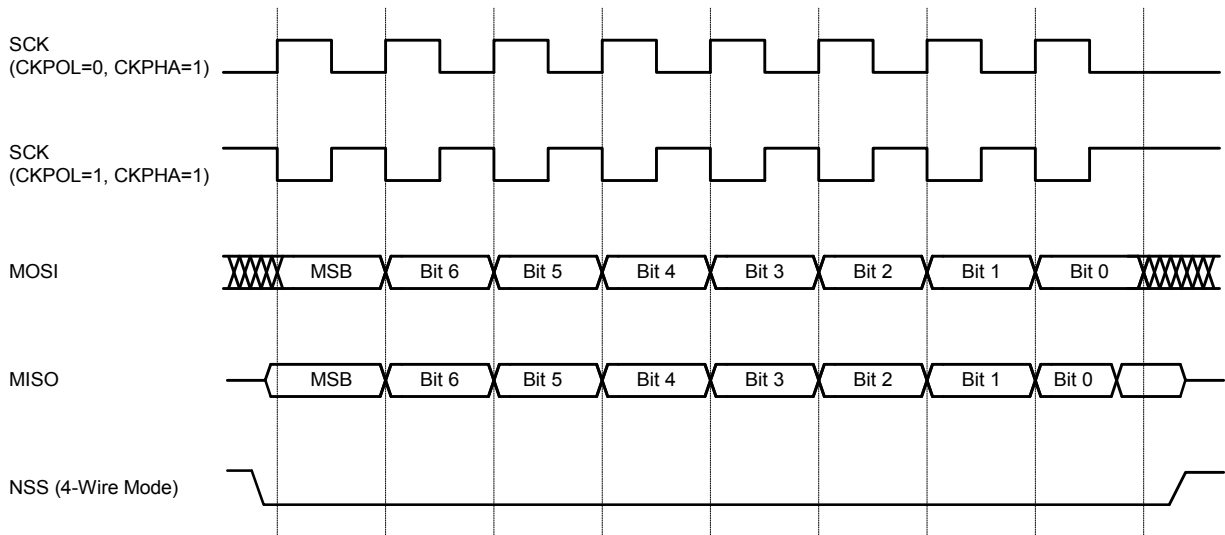 SCK
(CKPOL=0, CKPHA=1)
SCK
(CKPOL=1, CKPHA=1)
MOSI
MSB Bit 6 Bit 5 Bit 4 Bit 3 Bit 2 Bit 1 Bit 0
MISO
MSB Bit 6 Bit 5 Bit 4 Bit 3 Bit 2 Bit 1 Bit 0
NSS (4-Wire Mode)